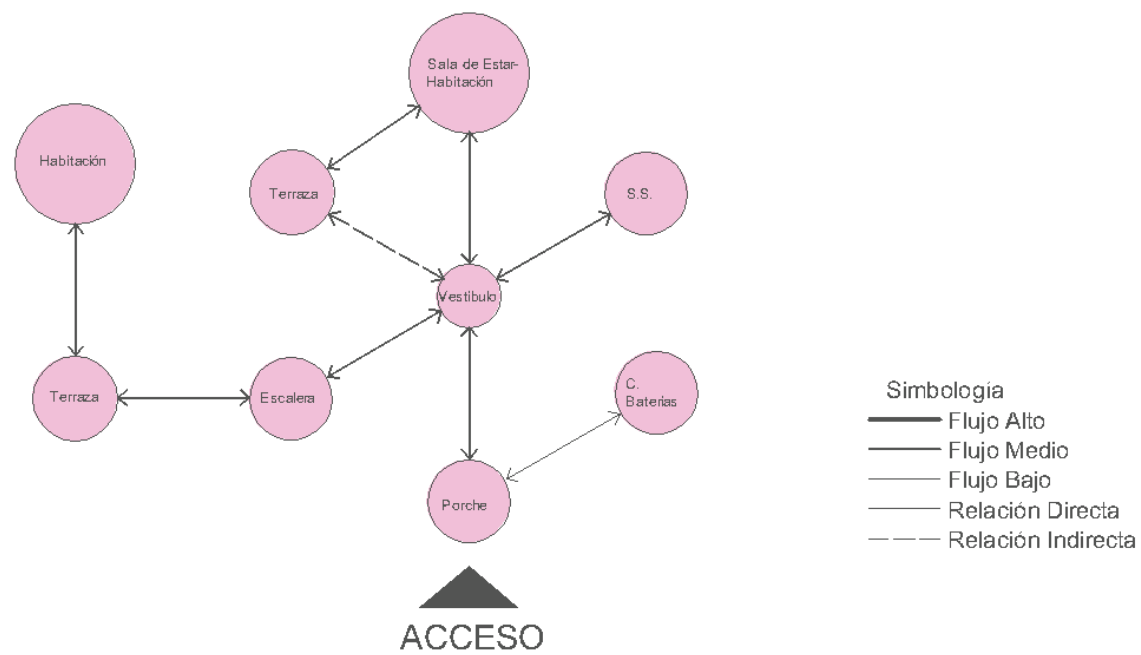 Sala de Estar-
Habitación
Habitación
Terraza
S.S.
Vestíbulo
Terraza
Escalera
C.
Baterias
Porche
ACCESO
Simbología
Flujo Alto
Flujo Medio
Flujo Bajo
Relación Directa
Relación Indirecta